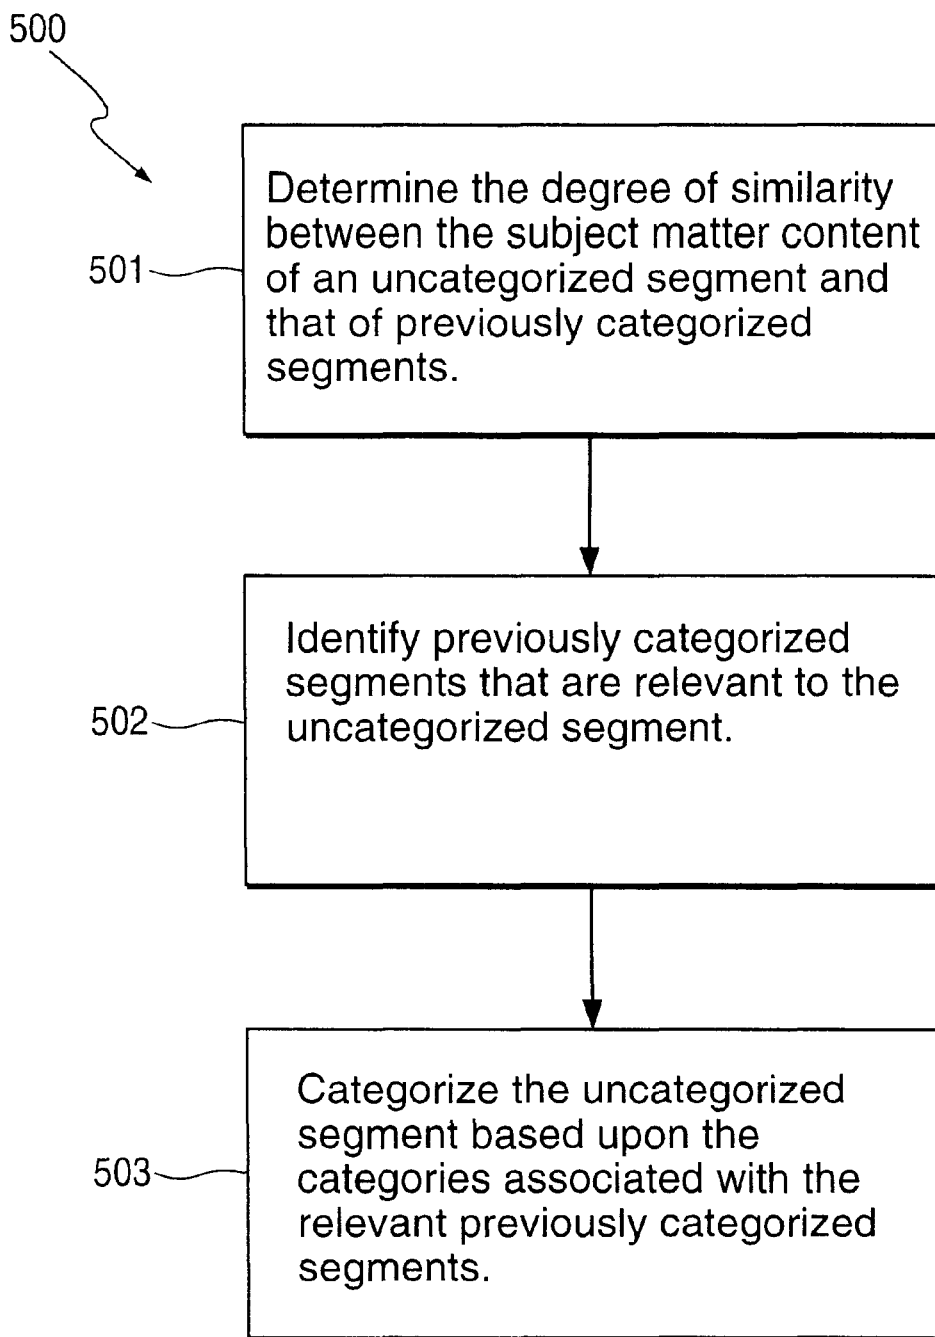 500
Determine the degree of similarity
between the subject matter content
501
of an uncategorized segment and
that of previously categorized
segments.
Identify previously categorized
segments that are relevant to the
502
uncategorized segment.
Categorize the uncategorized
segment based upon the
503
categories associated with the
relevant previously categorized
segments.